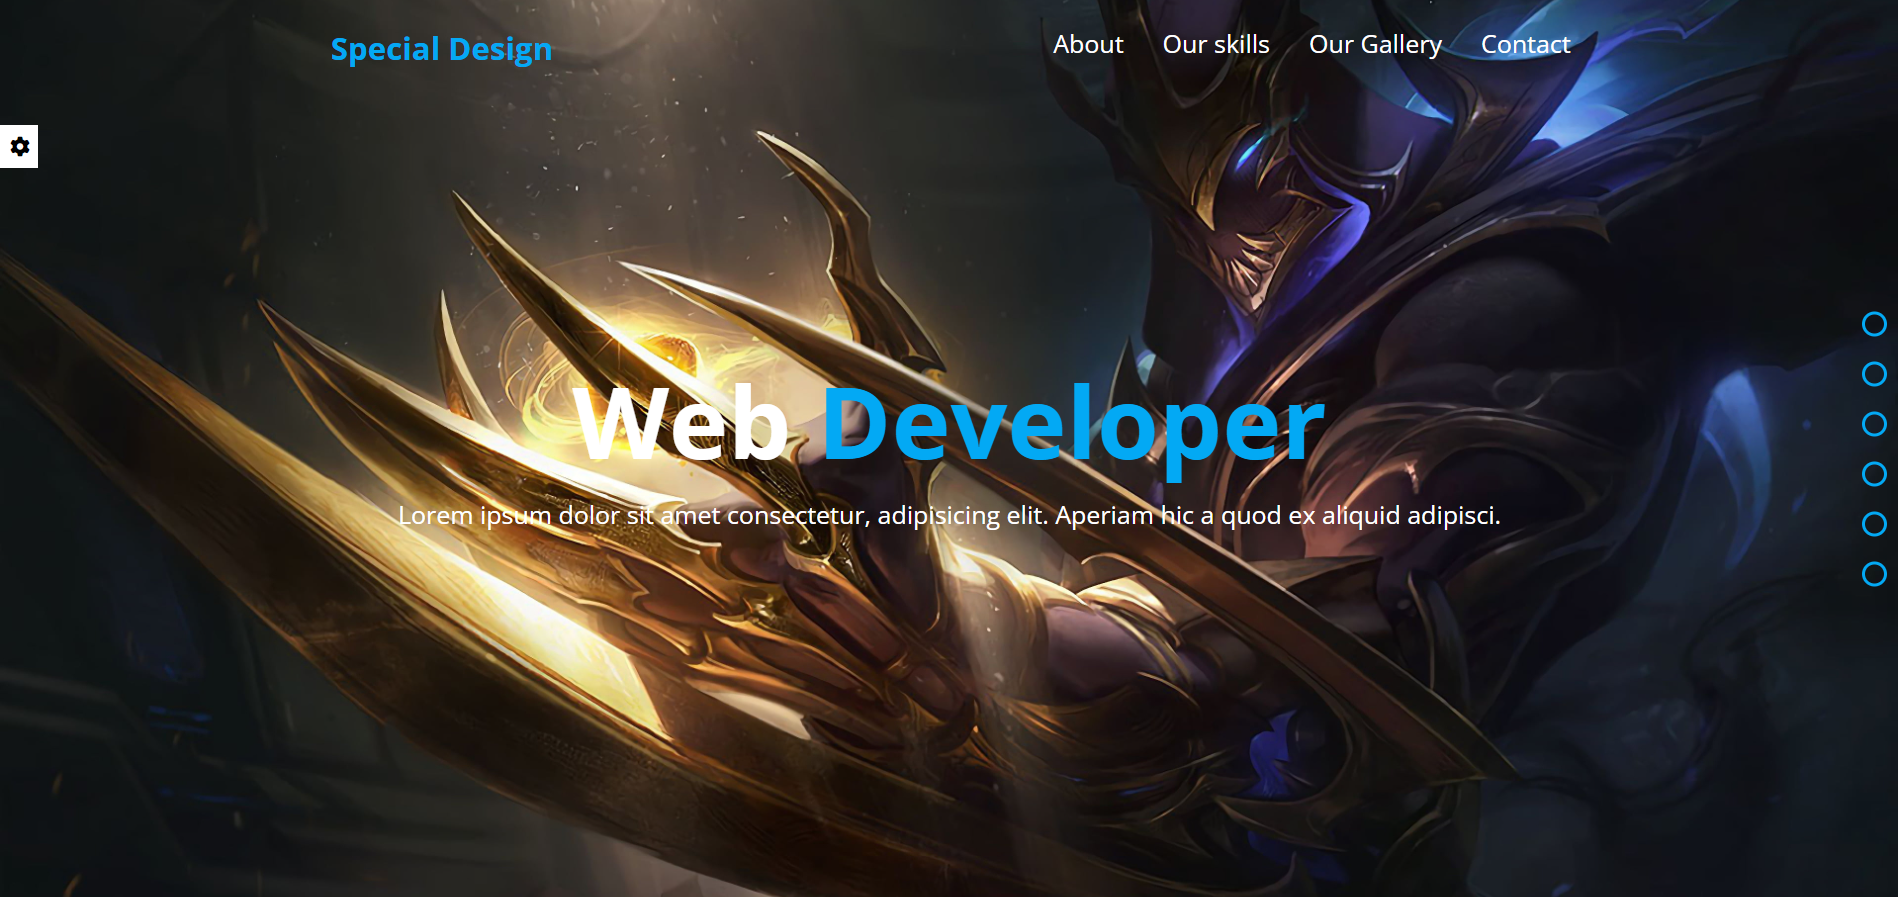 Special Design
About Our skills Our Gallery Contact
Web Developer
Lorem ipsum dolor sit amet consectetur, adipisicing elit. Aperiam hic a quod ex aliquid adipisci.